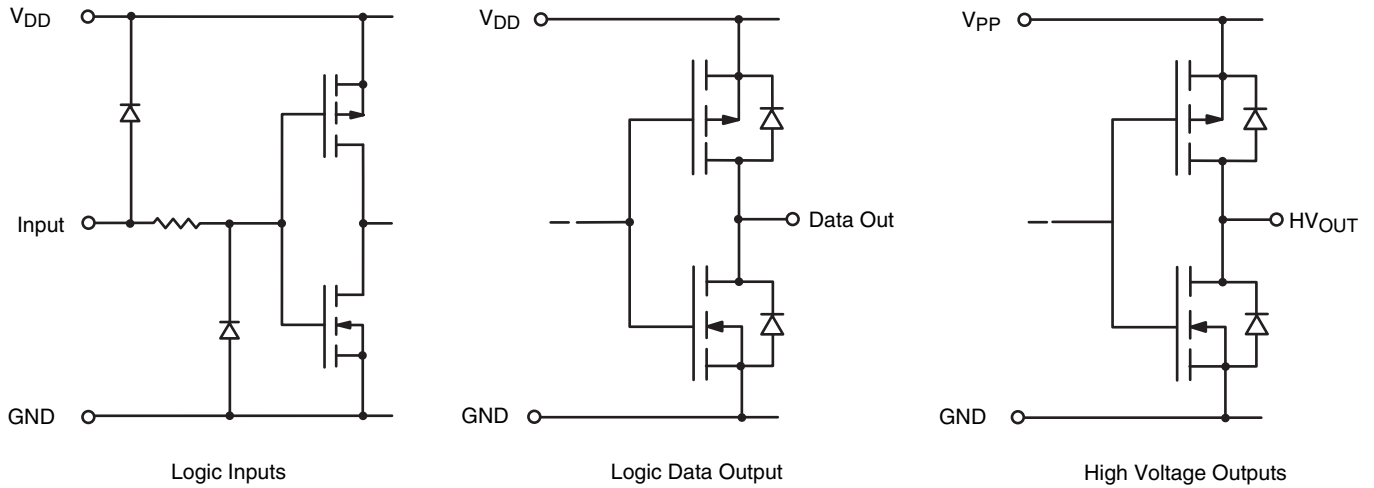 VDD
Input
GND
Logic Inputs
VDD
Data Out
GND
Logic Data Output
VPP
HVOUT
GND
High Voltage Outputs